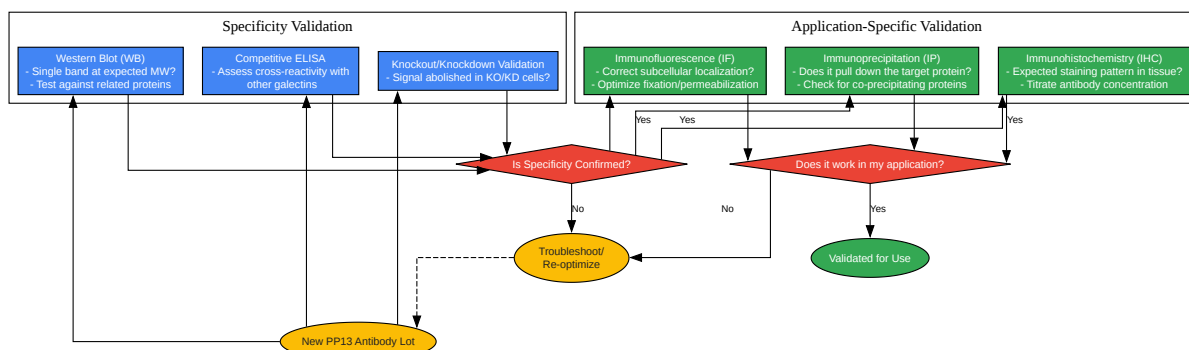 Specificity Validation
Application-Specific Validation
Western Blot (WB)
- Single band at expected MW?
- Test against related proteins
Competitive ELISA
- Assess cross-reactivity with
other galectins
Knockout/Knockdown Validation
- Signal abolished in KO/KD cells?
Immunofluorescence (IF)
- Correct subcellular localization?
- Optimize fixation/permeabilization
Immunoprecipitation (IP)
- Does it pull down the target protein?
- Check for co-precipitating proteins
Immunohistochemistry (IHC)
- Expected staining pattern in tissue?
- Titrate antibody concentration
Yes
Yes
Yes
Is Specificity Confirmed?
Does it work in my application?
No
No
Yes
Troubleshoot/
Re-optimize
Validated for Use
New PP13 Antibody Lot